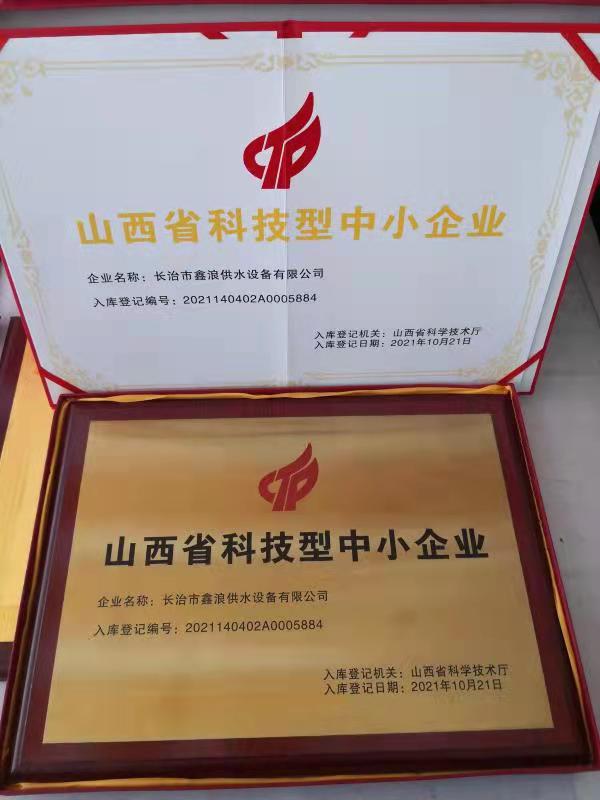 CTP
山西省科技型中小企业
企业名称：长治市鑫浪供水设备有限公司
入库登记编号：2021140402A0005884
入库登记机关：山西省科学技术厅
入库登记日期：2021年10月21日
CTP
山西省科技型中小企业
企业名称：长治市鑫浪供水设备有限公司
入库登记编号：2021140402A0005884
入库登记机关：山西省科学技术厅
入库登记日期：2021年10月21日